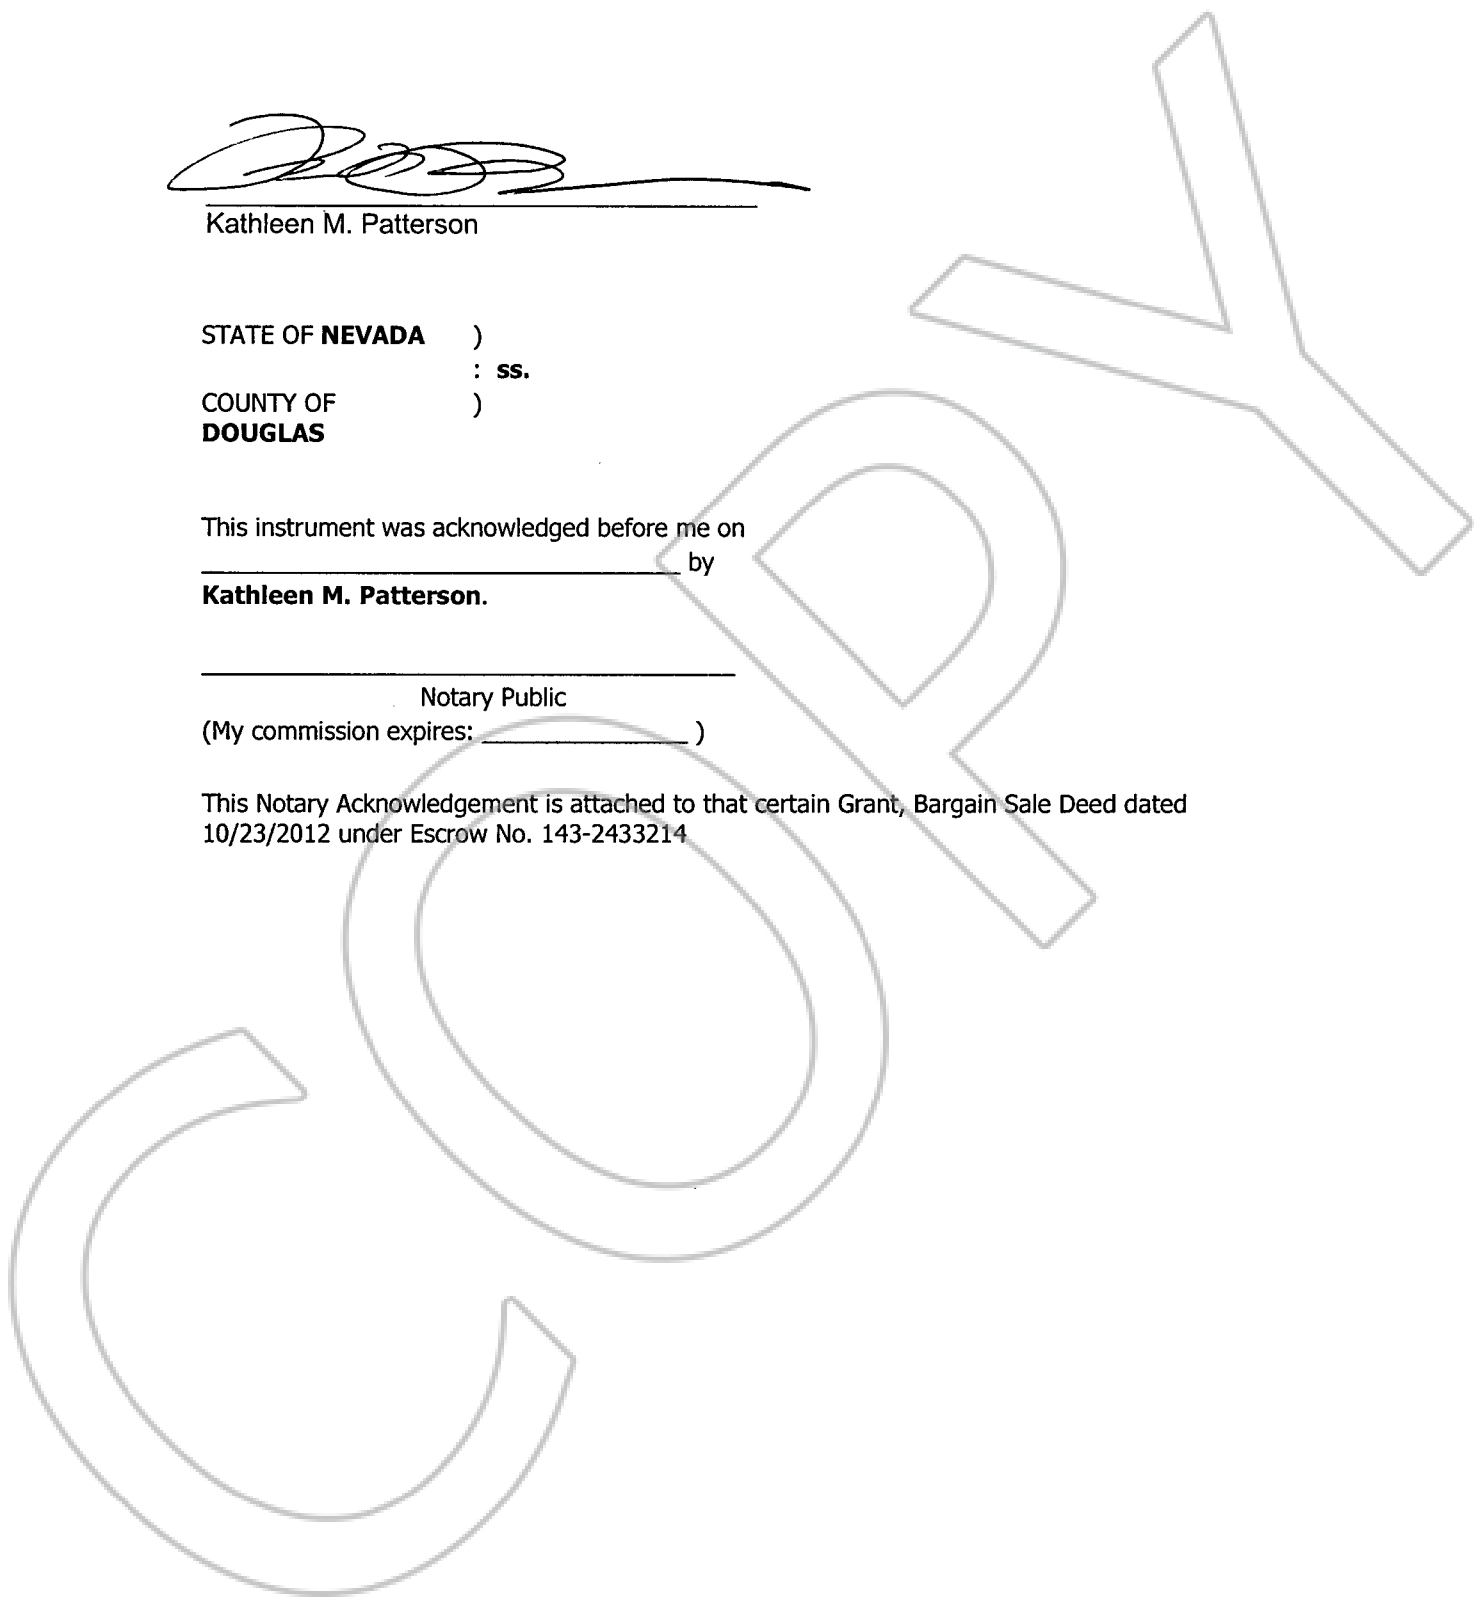 Kathleen M. Patterson
STATE OF NEVADA )
: ss.
COUNTY OF )
DOUGLAS
This instrument was acknowledged before me on
by
Kathleen M. Patterson.
Notary Public
(My commission expires: )
This Notary Acknowledgement is attached to that certain Grant, Bargain Sale Deed dated
10/23/2012 under Escrow No. 143-2433214
COPY